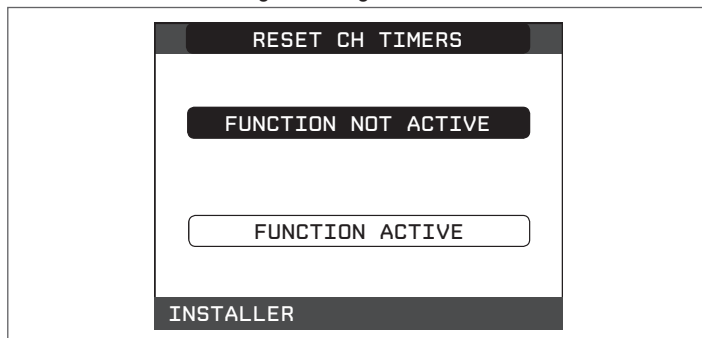 RESET CH TIMERS
FUNCTION NOT ACTIVE
FUNCTION ACTIVE
INSTALLER